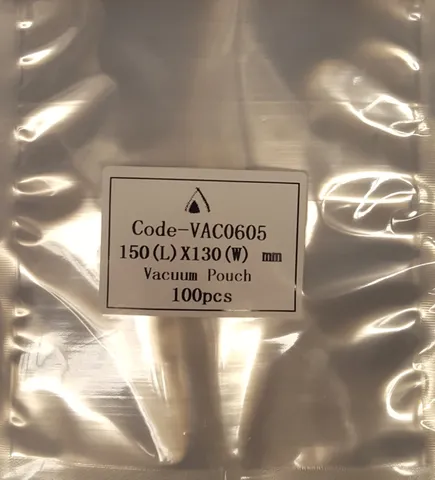 Code-VAC0605
150(L)X130(W) mm
Vacuum Pouch
100pcs